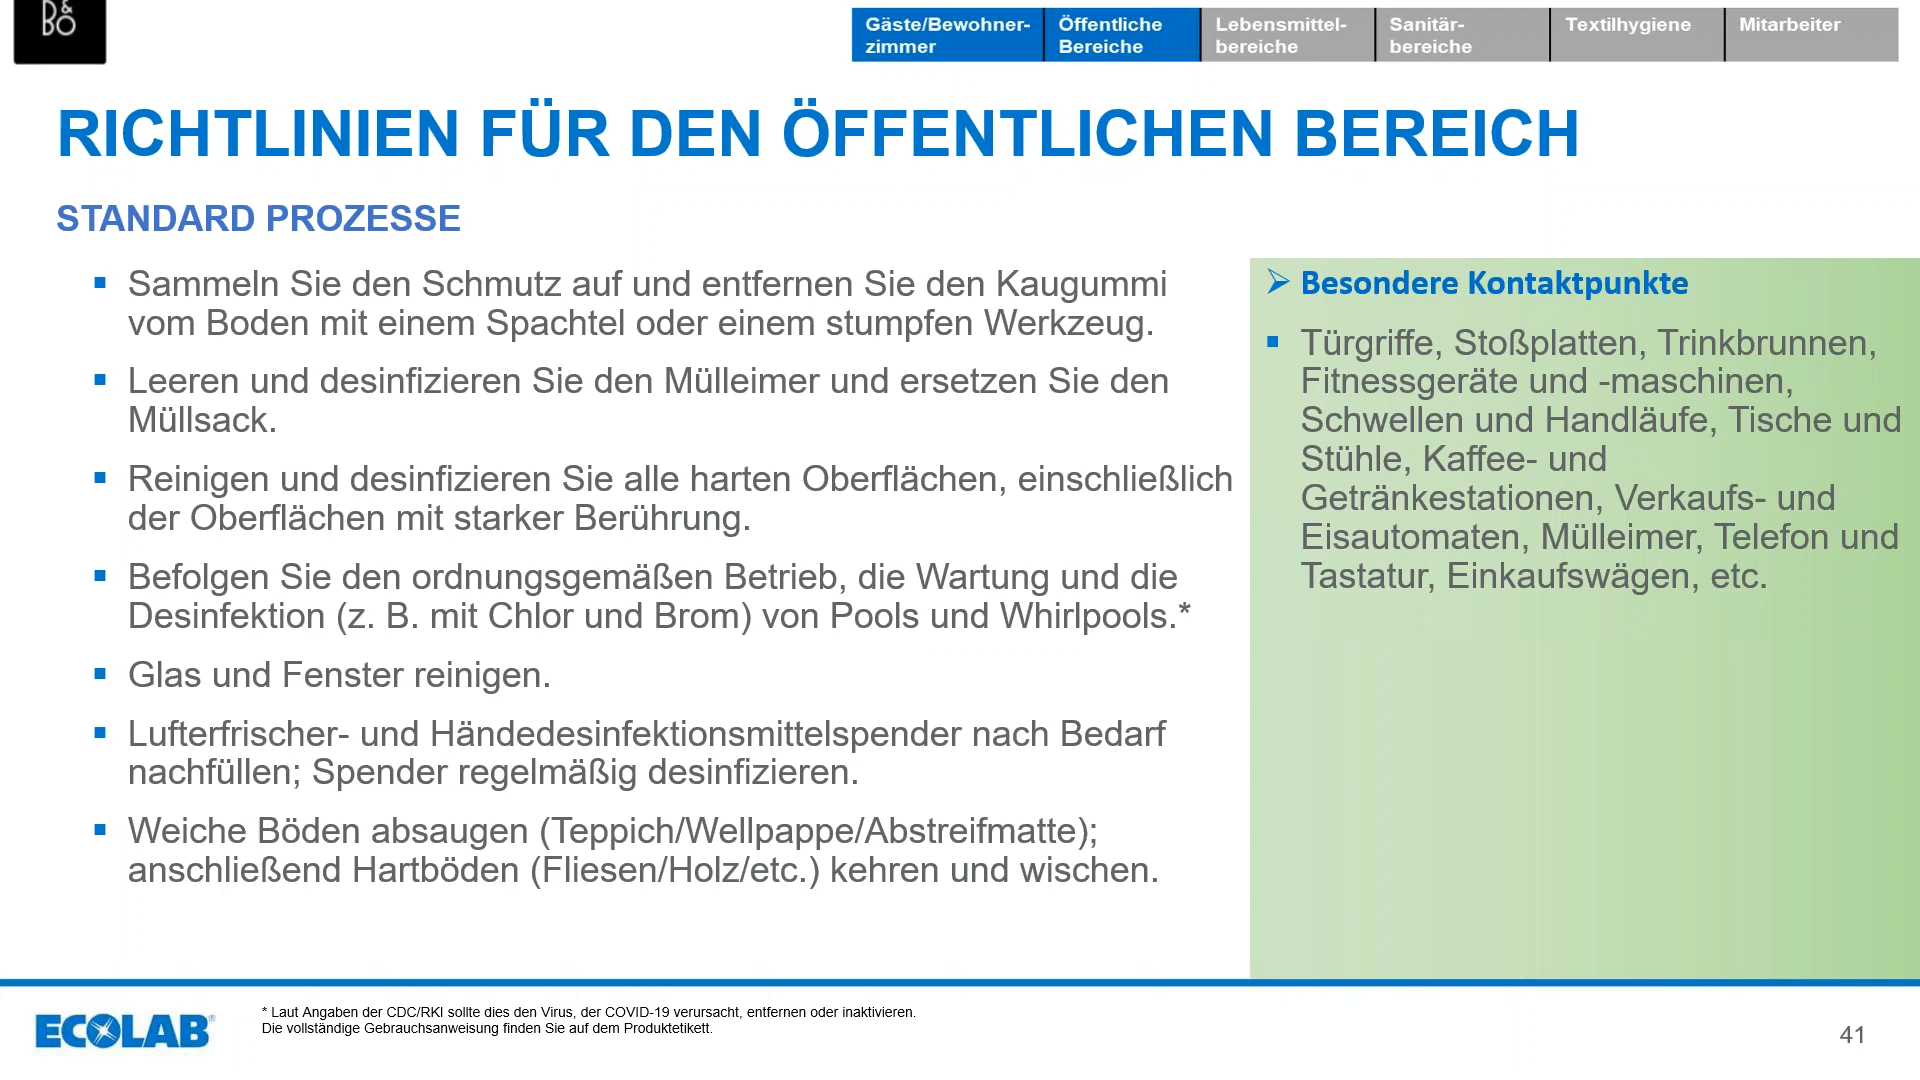 B&O
Gäste/Bewohner-
zimmer
Öffentliche
Bereiche
Lebensmittel-
bereiche
Sanitär-
bereiche
Textilhygiene
Mitarbeiter
RICHTLINIEN FÜR DEN ÖFFENTLICHEN BEREICH
STANDARD PROZESSE
▪ Sammeln Sie den Schmutz auf und entfernen Sie den Kaugummi
vom Boden mit einem Spachtel oder einem stumpfen Werkzeug.
▪ Leeren und desinfizieren Sie den Mülleimer und ersetzen Sie den
Müllsack.
▪ Reinigen und desinfizieren Sie alle harten Oberflächen, einschließlich
der Oberflächen mit starker Berührung.
▪ Befolgen Sie den ordnungsgemäßen Betrieb, die Wartung und die
Desinfektion (z. B. mit Chlor und Brom) von Pools und Whirlpools.*
▪ Glas und Fenster reinigen.
▪ Lufterfrischer- und Händedesinfektionsmittelspender nach Bedarf
nachfüllen; Spender regelmäßig desinfizieren.
▪ Weiche Böden absaugen (Teppich/Wellpappe/Abstreifmatte);
anschließend Hartböden (Fliesen/Holz/etc.) kehren und wischen.
➢ Besondere Kontaktpunkte
▪ Türgriffe, Stoßplatten, Trinkbrunnen,
Fitnessgeräte und -maschinen,
Schwellen und Handläufe, Tische und
Stühle, Kaffee- und
Getränkestationen, Verkaufs- und
Eisautomaten, Mülleimer, Telefon und
Tastatur, Einkaufswägen, etc.
ECOLAB®
* Laut Angaben der CDC/RKI sollte dies den Virus, der COVID-19 verursacht, entfernen oder inaktivieren.
Die vollständige Gebrauchsanweisung finden Sie auf dem Produktetikett.
41